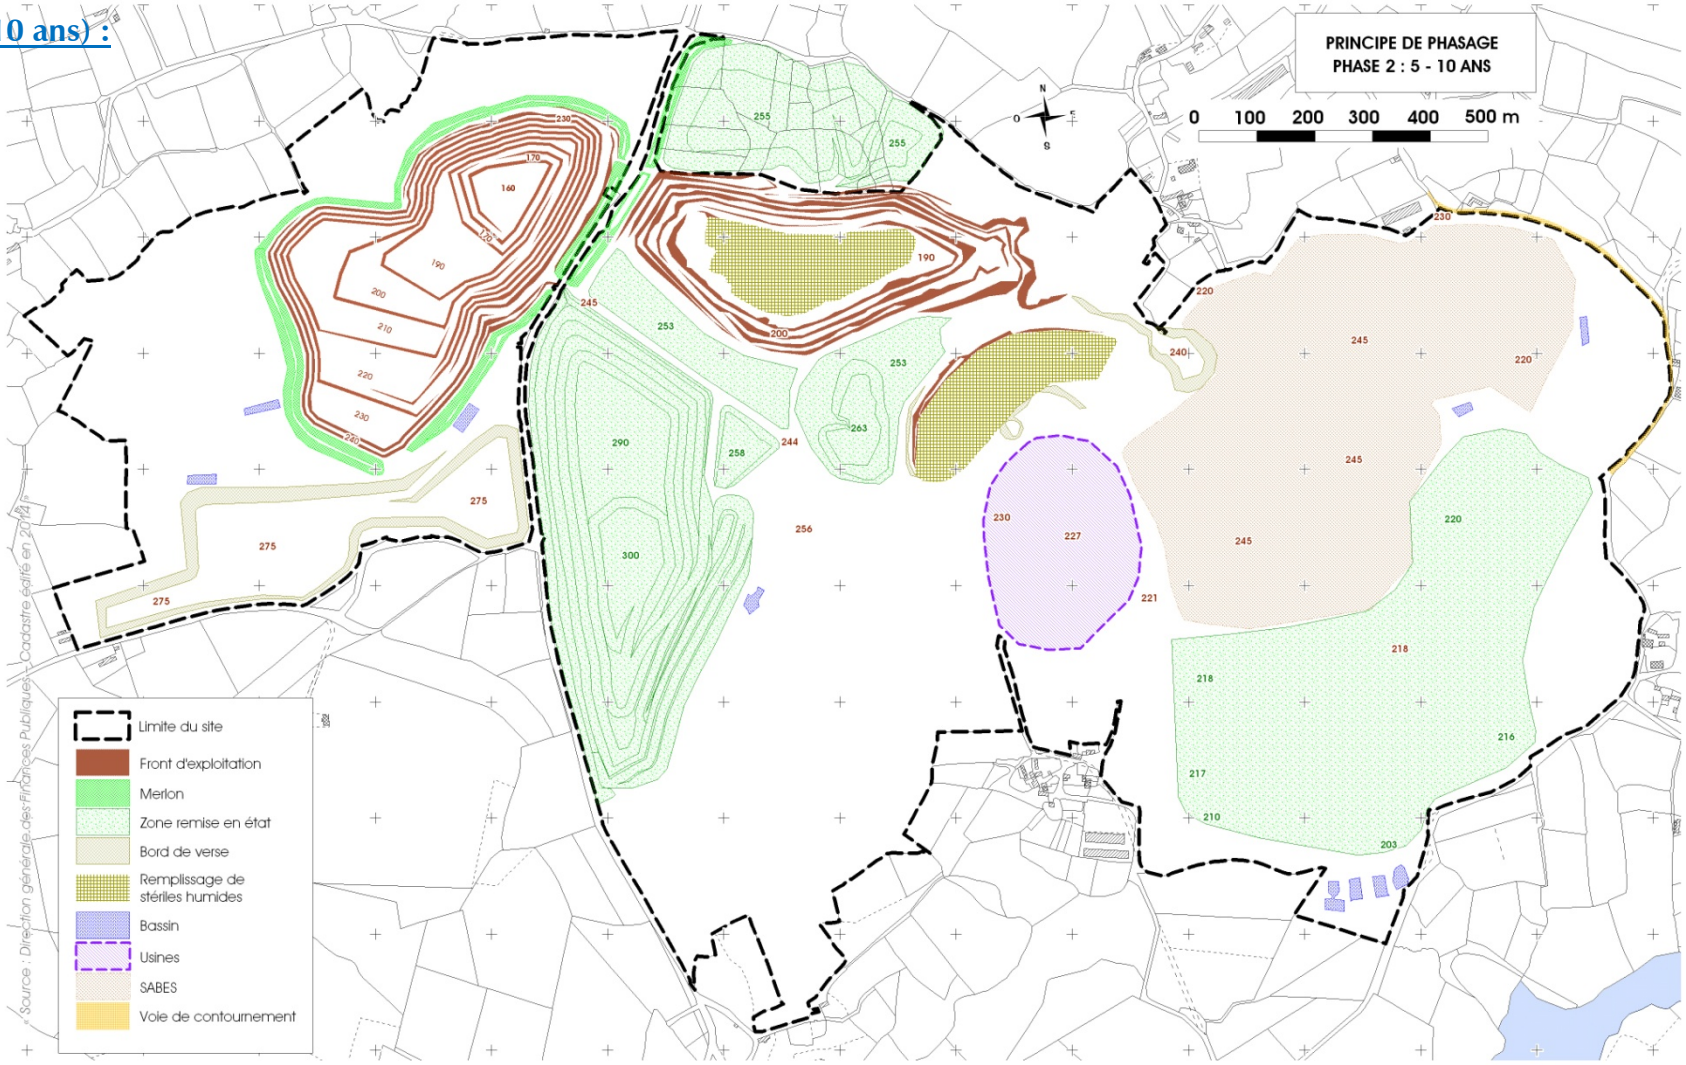 10 ans) :
PRINCIPE DE PHASAGE
PHASE 2 : 5 - 10 ANS
0 100 200 300 400 500 m
N
O E
S
230
170
160
170
190
200
210
220
230
240
255
255
190
200
245
253
253
263
290
258
244
256
300
275
275
275
230
220
240
245
220
245
245
230
227
221
220
218
218
216
217
210
203
Limite du site
Front d'exploitation
Merlon
Zone remise en état
Bord de verse
Remplissage de
stériles humides
Bassin
Usines
SABES
Voie de contournement
" Source : Direction générale des Finances Publiques - Cadastre édité en 2014 "